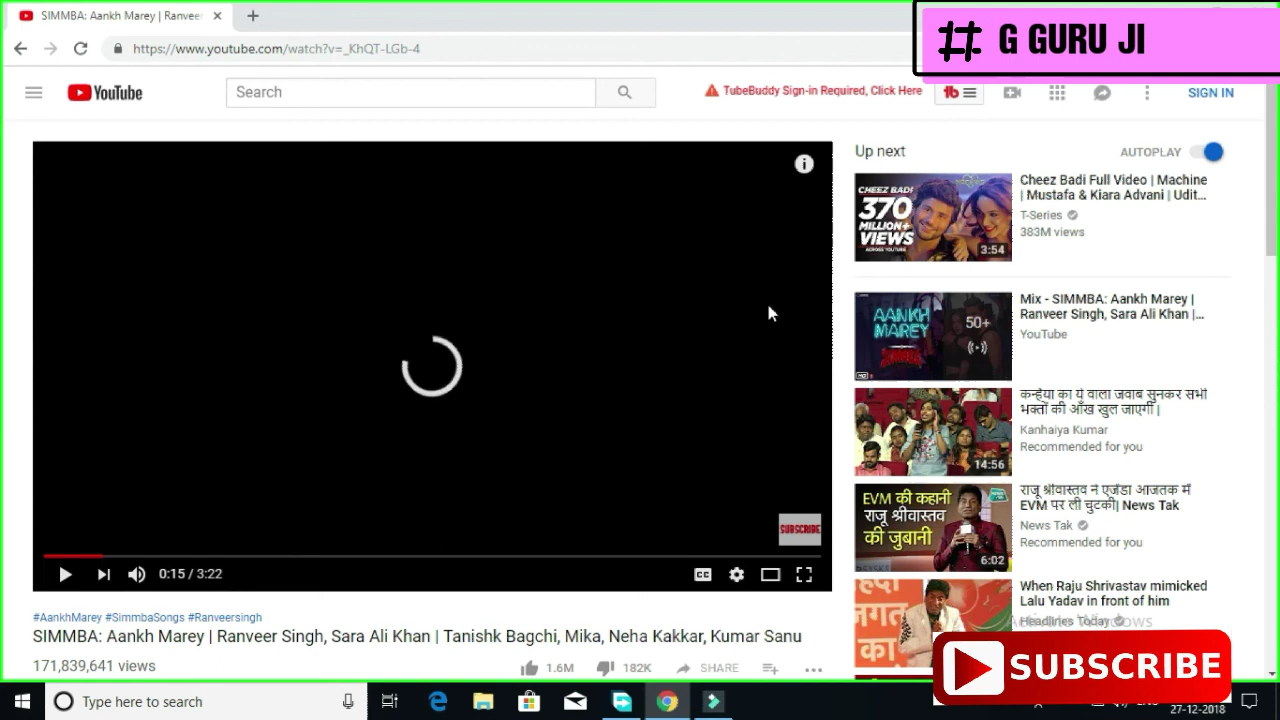 SIMMBA: Aankh Marey | Ranvee
G GURU JI
https://www.youtube.com/watch?v=_KhQT-LGb-4
YouTube
Search
TubeBuddy Sign-in Required, Click Here
tb
SIGN IN
Up next
AUTOPLAY
CHEEZ BADI
370
MILLION+
VIEWS
ACROSS YOUTUBE
3:54
Cheez Badi Full Video | Machine
| Mustafa & Kiara Advani | Udit...
T-Series
383M views
AANKH
MAREY
SIMMBA
50+
Mix - SIMMBA: Aankh Marey |
Ranveer Singh, Sara Ali Khan |...
YouTube
14:56
कन्हैया का ये वाला जवाब सुनकर सभी
भक्तों की आँख खुल जाएगी |
Kanhaiya Kumar
Recommended for you
EVM की कहानी
राजू श्रीवास्तव
की जुबानी
6:02
राजू श्रीवास्तव ने एजेंडा आजतक में
EVM पर ली चुटकी| News Tak
News Tak
Recommended for you
When Raju Shrivastav mimicked
Lalu Yadav in front of him
Headlines Today
SUBSCRIBE
0:15 / 3:22
CC
#AankhMarey #SimmbaSongs #Ranveersingh
SIMMBA: Aankh Marey | Ranveer Singh, Sara Ali Khan | Tanishk Bagchi, Mika, Neha Kakkar, Kumar Sanu
171,839,641 views
1.6M
182K
SHARE
SUBSCRIBE
Type here to search
27-12-2018